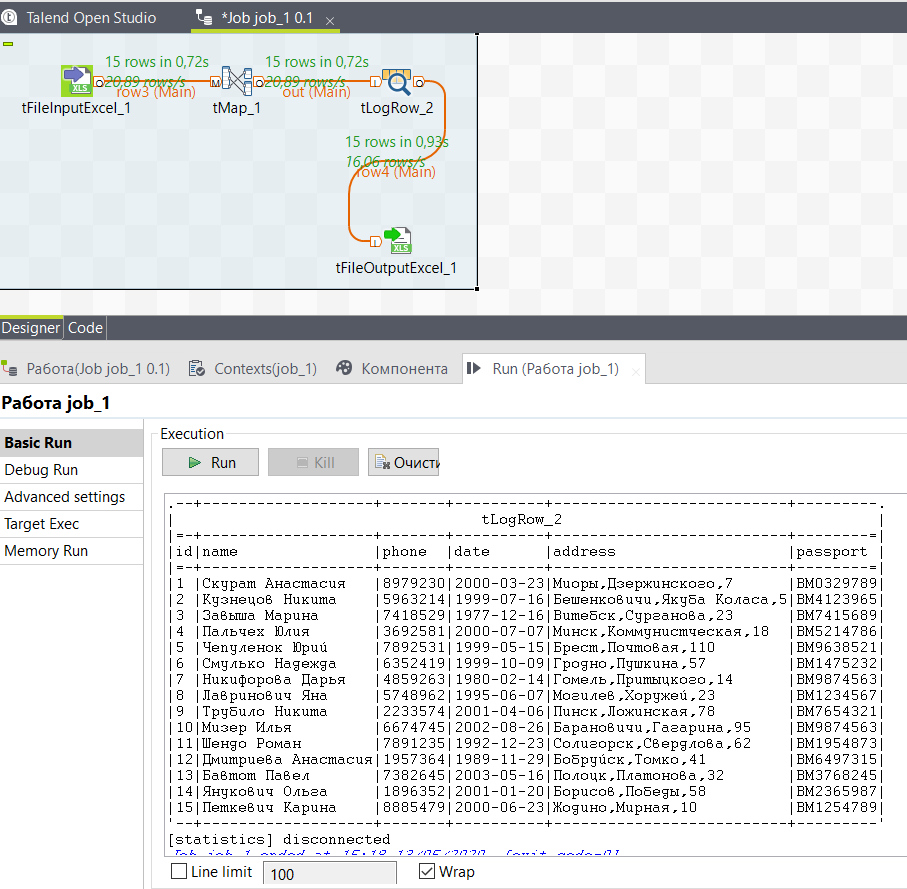 Talend Open Studio
*Job job_1 0.1
15 rows in 0,72s
15 rows in 0,72s
20,89 rows/s
20,89 rows/s
row3 (Main)
out (Main)
tFileInputExcel_1
tMap_1
tLogRow_2
15 rows in 0,93s
16,06 rows/s
row4 (Main)
tFileOutputExcel_1
Designer Code
Работа(Job job_1 0.1) Contexts(job_1) Компонента Run (Работа job_1)
Работа job_1
Basic Run
Debug Run
Advanced settings
Target Exec
Memory Run
Execution
Run Kill Очисти
tLogRow_2
|id|name |phone |date |address |passport |
|1 |Скурат Анастасия |8979230|2000-03-23|Миоры,Дзержинского,7 |BM0329789|
|2 |Кузнецов Никита |5963214|1999-07-16|Бешенковичи,Якуба Коласа,5|BM4123965|
|3 |Завыша Марина |7418529|1977-12-16|Витебск,Сурганова,23 |BM7415689|
|4 |Пальчех Юлия |3692581|2000-07-07|Минск,Коммунистческая,18 |BM5214786|
|5 |Чепуленок Юрий |7892531|1999-05-15|Брест,Почтовая,110 |BM9638521|
|6 |Смулько Надежда |6352419|1999-10-09|Гродно,Пушкина,57 |BM1475232|
|7 |Никифорова Дарья |4859263|1980-02-14|Гомель,Притыцкого,14 |BM9874563|
|8 |Лавринович Яна |5748962|1995-06-07|Могилев,Хоружей,23 |BM1234567|
|9 |Трубило Никита |2233574|2001-04-06|Пинск,Ложинская,78 |BM7654321|
|10|Мизер Илья |6674745|2002-08-26|Барановичи,Гагарина,95 |BM9874563|
|11|Шендо Роман |7891235|1992-12-23|Солигорск,Свердлова,62 |BM1954873|
|12|Дмитриева Анастасия|1957364|1989-11-29|Бобруйск,Томко,41 |BM6497315|
|13|Бавтот Павел |7382645|2003-05-16|Полоцк,Платонова,32 |BM3768245|
|14|Янукович Ольга |1896352|2001-01-20|Борисов,Победы,58 |BM2365987|
|15|Петкевич Карина |8885479|2000-06-23|Жодино,Мирная,10 |BM1254789|
[statistics] disconnected
Job job_1 ended at 15:18 13/05/2020. [exit code=0]
Line limit 100 Wrap